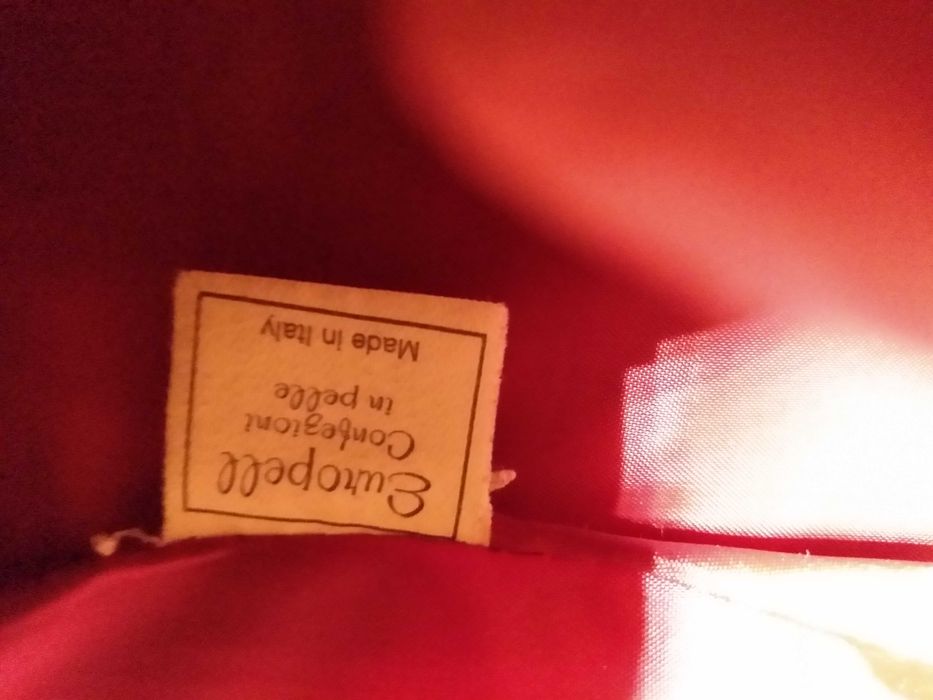 Europell
Confezioni
in pelle
Made in Italy